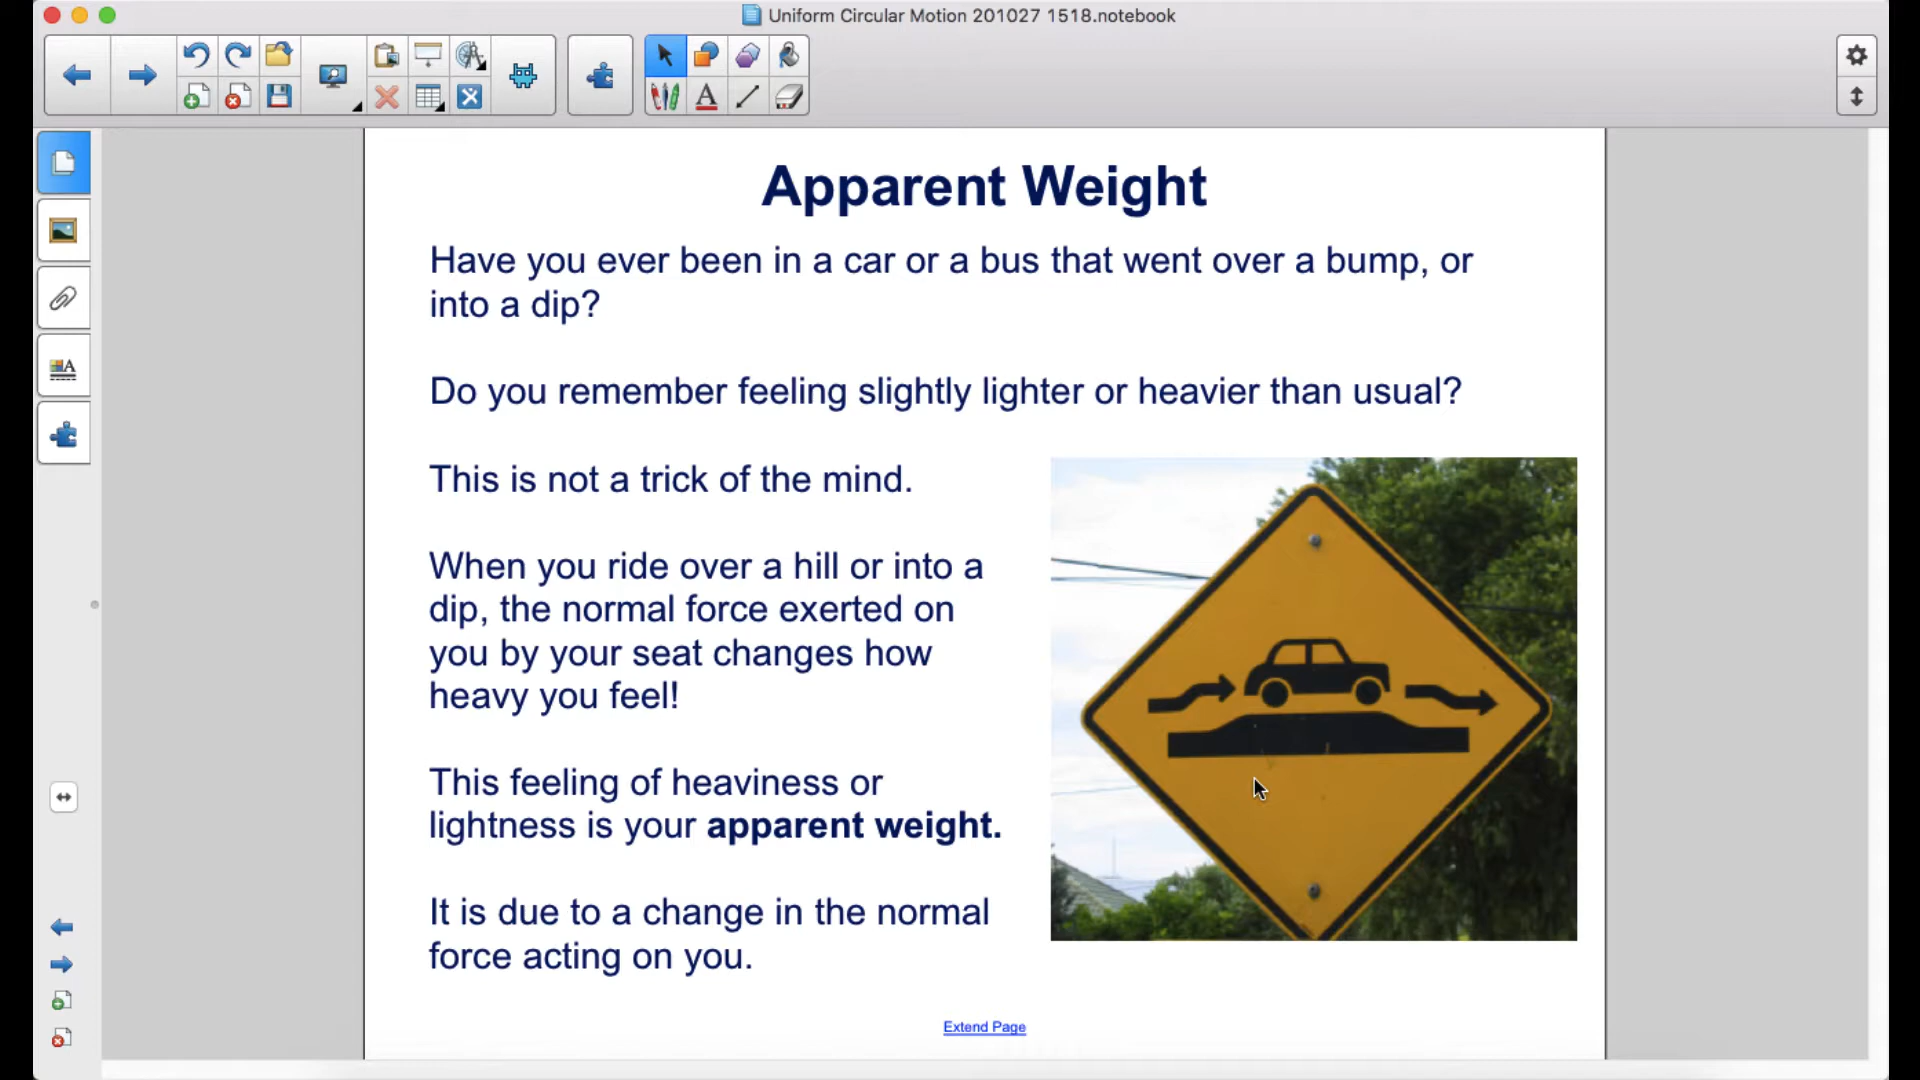 Uniform Circular Motion 201027 1518.notebook
Apparent Weight
Have you ever been in a car or a bus that went over a bump, or
into a dip?
Do you remember feeling slightly lighter or heavier than usual?
This is not a trick of the mind.
When you ride over a hill or into a
dip, the normal force exerted on
you by your seat changes how
heavy you feel!
This feeling of heaviness or
lightness is your apparent weight.
It is due to a change in the normal
force acting on you.
Extend Page